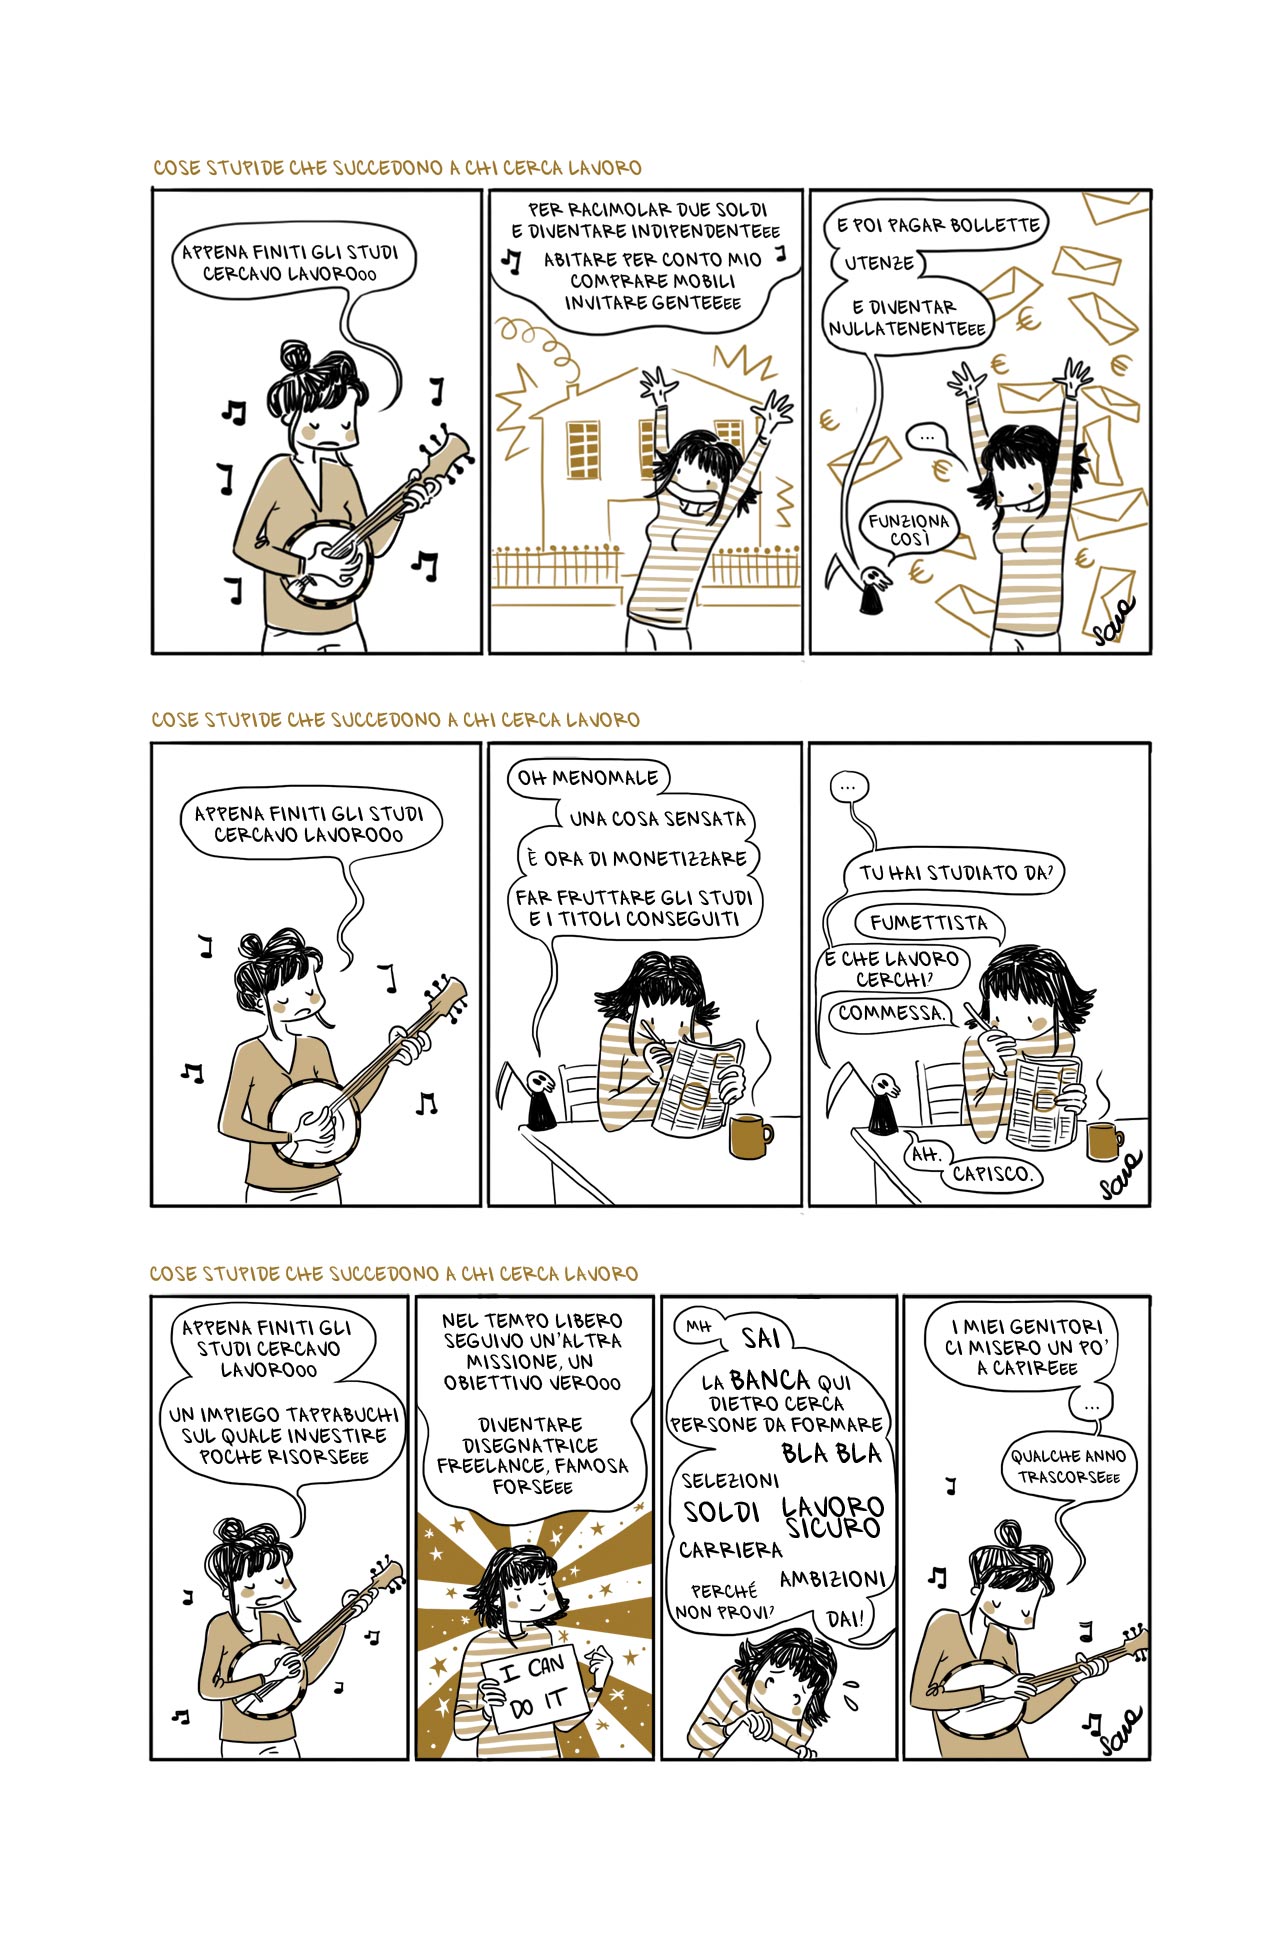 COSE STUPIDE CHE SUCCEDONO A CHI CERCA LAVORO
APPENA FINITI GLI STUDI
CERCAVO LAVOROOO
PER RACIMOLAR DUE SOLDI
E DIVENTARE INDIPENDENTEEE
ABITARE PER CONTO MIO
COMPRARE MOBILI
INVITARE GENTEEEE
E POI PAGAR BOLLETTE
UTENZE
E DIVENTAR
NULLATENENTEEE
...
FUNZIONA
COSÌ
Sara
COSE STUPIDE CHE SUCCEDONO A CHI CERCA LAVORO
APPENA FINITI GLI STUDI
CERCAVO LAVOROOO
OH MENOMALE
UNA COSA SENSATA
È ORA DI MONETIZZARE
FAR FRUTTARE GLI STUDI
E I TITOLI CONSEGUITI
...
TU HAI STUDIATO DA?
FUMETTISTA
E CHE LAVORO
CERCHI?
COMMESSA.
AH.
CAPISCO.
Sara
COSE STUPIDE CHE SUCCEDONO A CHI CERCA LAVORO
APPENA FINITI GLI
STUDI CERCAVO
LAVOROOO
UN IMPIEGO TAPPABUCHI
SUL QUALE INVESTIRE
POCHE RISORSEEE
NEL TEMPO LIBERO
SEGUIVO UN'ALTRA
MISSIONE, UN
OBIETTIVO VEROOO
DIVENTARE
DISEGNATRICE
FREELANCE, FAMOSA
FORSEEE
I CAN
DO IT
MH
SAI
LA BANCA QUI
DIETRO CERCA
PERSONE DA FORMARE
BLA BLA
SELEZIONI
SOLDI LAVORO
SICURO
CARRIERA
AMBIZIONI
PERCHÉ
NON PROVI?
DAI!
I MIEI GENITORI
CI MISERO UN PO'
A CAPIREEE
...
QUALCHE ANNO
TRASCORSEEE
Sara